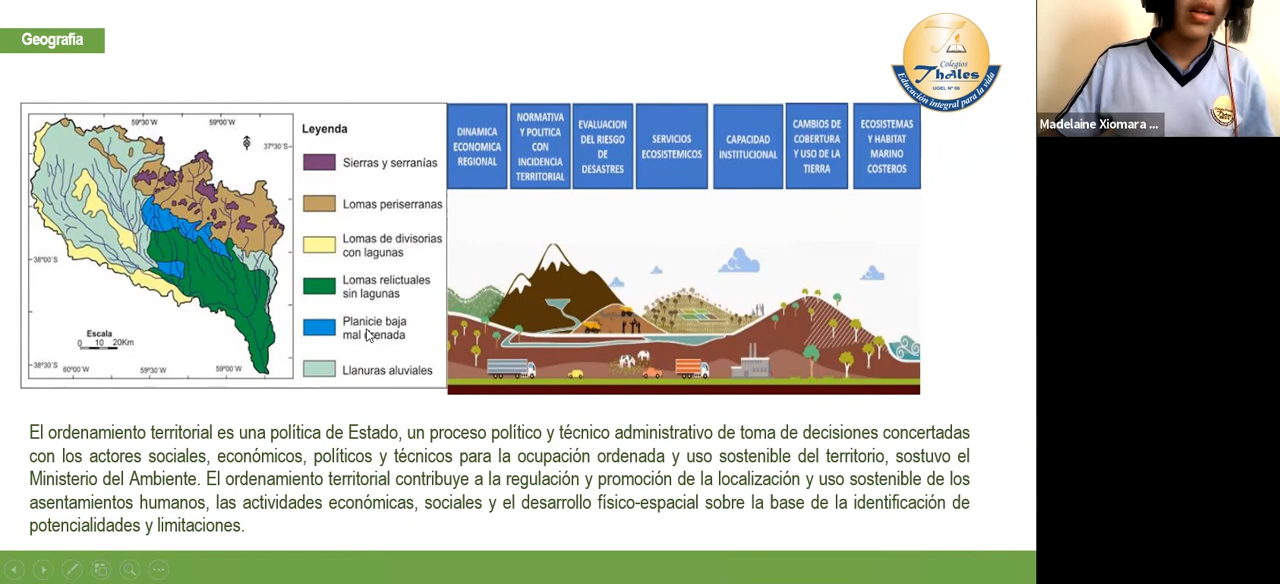 Geografía
Colegios
Thales
UGEL Nº 06
Educación integral para la vida
Madelaine Xiomara ...
59°30'W
59°00'W
37°30'S
38°00'S
38°30'S
Escala
0 10 20Km
60°00'W
59°30'W
59°00'W
Leyenda
Sierras y serranías
Lomas periserranas
Lomas de divisorias
con lagunas
Lomas relictuales
sin lagunas
Planicie baja
mal drenada
Llanuras aluviales
DINAMICA
ECONOMICA
REGIONAL
NORMATIVA
Y POLITICA
CON
INCIDENCIA
TERRITORIAL
EVALUACION
DEL RIESGO
DE
DESASTRES
SERVICIOS
ECOSISTEMICOS
CAPACIDAD
INSTITUCIONAL
CAMBIOS DE
COBERTURA
Y USO DE LA
TIERRA
ECOSISTEMAS
Y HABITAT
MARINO
COSTEROS
El ordenamiento territorial es una política de Estado, un proceso político y técnico administrativo de toma de decisiones concertadas
con los actores sociales, económicos, políticos y técnicos para la ocupación ordenada y uso sostenible del territorio, sostuvo el
Ministerio del Ambiente. El ordenamiento territorial contribuye a la regulación y promoción de la localización y uso sostenible de los
asentamientos humanos, las actividades económicas, sociales y el desarrollo físico-espacial sobre la base de la identificación de
potencialidades y limitaciones.